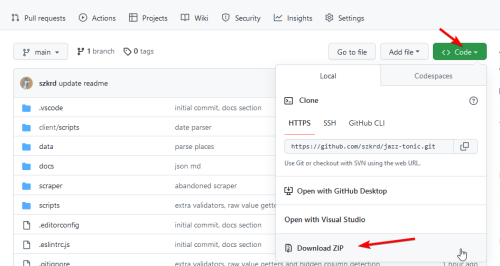 Pull requests Actions Projects Wiki Security Insights Settings
main 1 branch 0 tags Go to file Add file <> Code
Local Codespaces
szkrd update readme
Clone
.vscode initial commit, docs section
HTTPS SSH GitHub CLI
client/scripts date parser
data parse places
https://github.com/szkrd/jazz-tonic.git
docs json md
Use Git or checkout with SVN using the web URL.
scraper abandoned scraper
Open with GitHub Desktop
scripts extra validators, raw value getters
.editorconfig initial commit, docs section
Open with Visual Studio
.eslintrc.js initial commit, docs section
Download ZIP
.gitignore extra validators, raw value getters and hidden column detection 1 hour ago